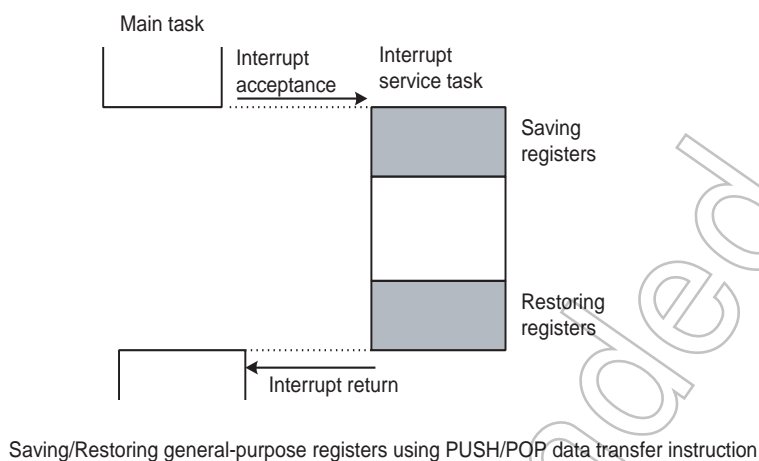 Main task
Interrupt
acceptance
Interrupt
service task
Saving
registers
Restoring
registers
Interrupt return
Saving/Restoring general-purpose registers using PUSH/POP data transfer instruction